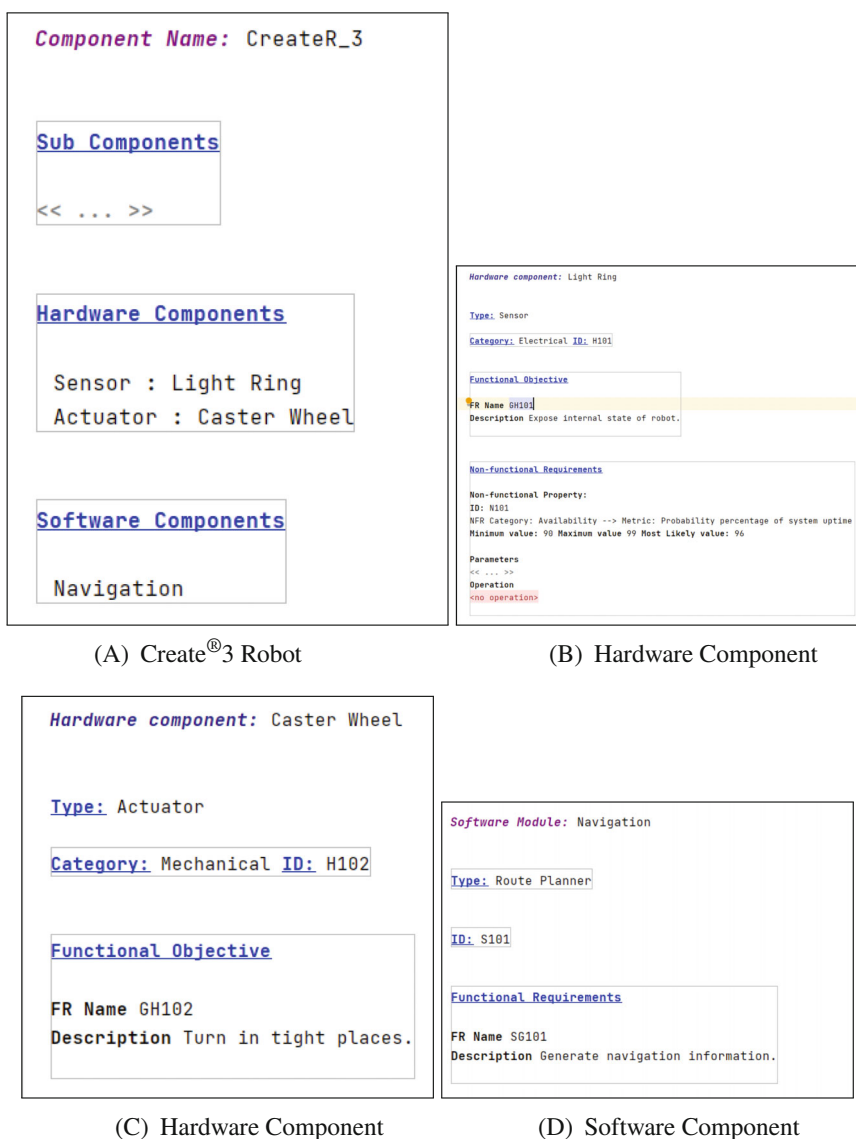 Component Name: CreateR_3
Sub Components
<< ... >>
Hardware Components
Sensor : Light Ring
Actuator : Caster Wheel
Software Components
Navigation
(A) Create®3 Robot
Hardware component: Light Ring
Type: Sensor
Category: Electrical ID: H101
Functional Objective
FR Name GH101
Description Expose internal state of robot.
Non-functional Requirements
Non-functional Property:
ID: N101
NFR Category: Availability --> Metric: Probability percentage of system uptime
Minimum value: 90 Maximum value 99 Most Likely value: 96
Parameters
<< ... >>
Operation
<no operation>
(B) Hardware Component
Hardware component: Caster Wheel
Type: Actuator
Category: Mechanical ID: H102
Functional Objective
FR Name GH102
Description Turn in tight places.
(C) Hardware Component
Software Module: Navigation
Type: Route Planner
ID: S101
Functional Requirements
FR Name SG101
Description Generate navigation information.
(D) Software Component